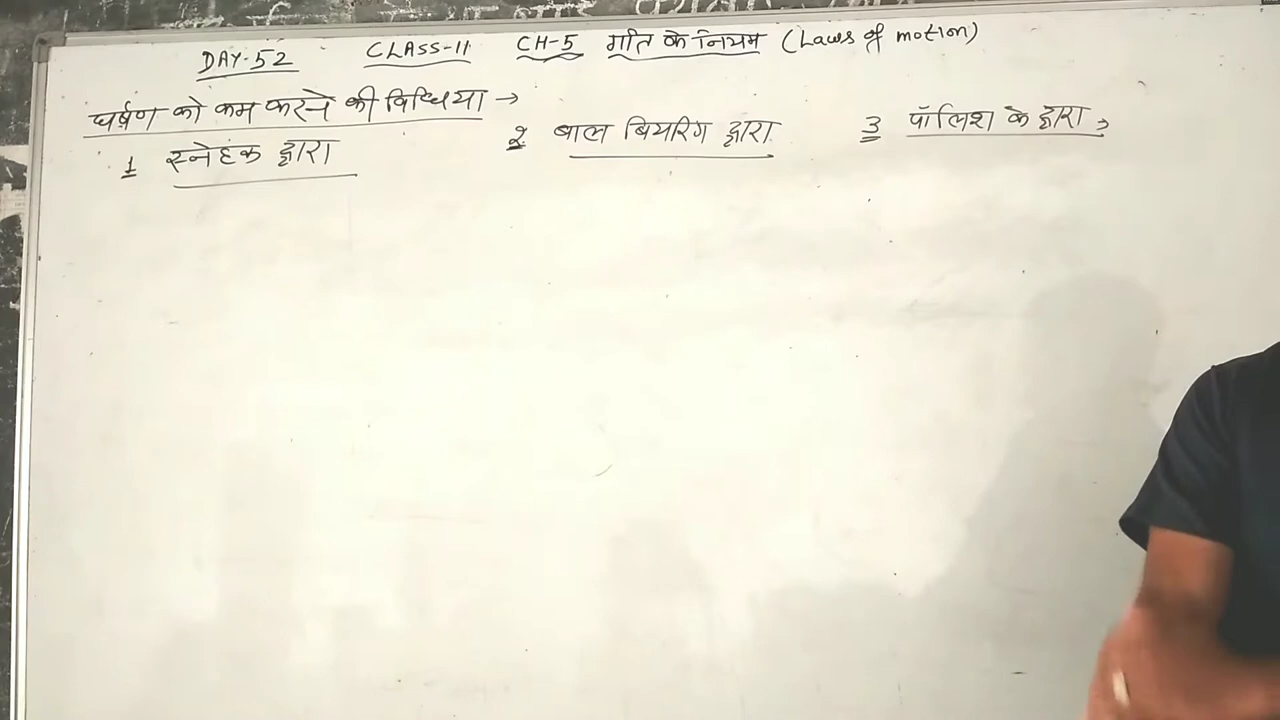 DAY-52 CLASS-11 CH-5 गति के नियम (Laws of motion)
घर्षण को कम करने की विधिया →
1 स्नेहक द्वारा 2 बाल बियरिंग द्वारा 3 पॉलिश के द्वारा,